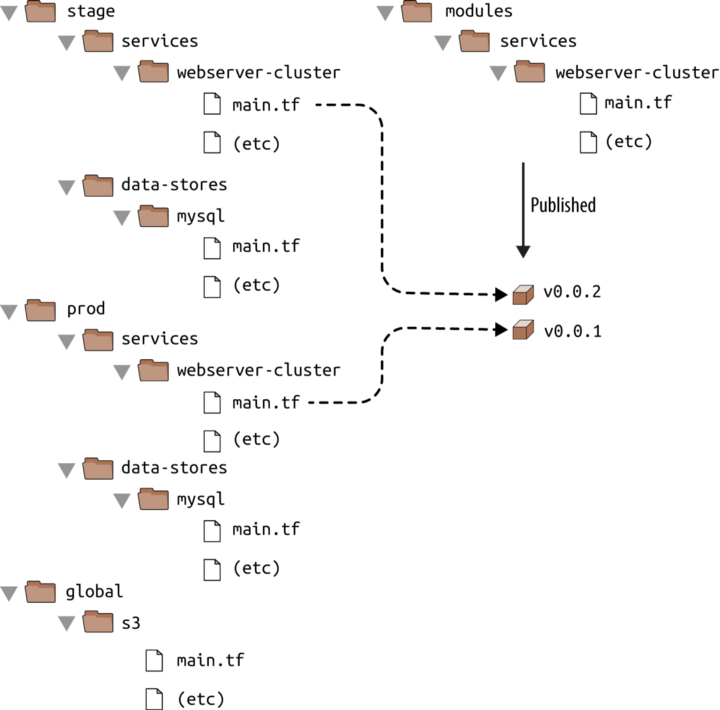 stage
services
webserver-cluster
main.tf
(etc)
data-stores
mysql
main.tf
(etc)
prod
services
webserver-cluster
main.tf
(etc)
data-stores
mysql
main.tf
(etc)
global
s3
main.tf
(etc)
modules
services
webserver-cluster
main.tf
(etc)
Published
v0.0.2
v0.0.1